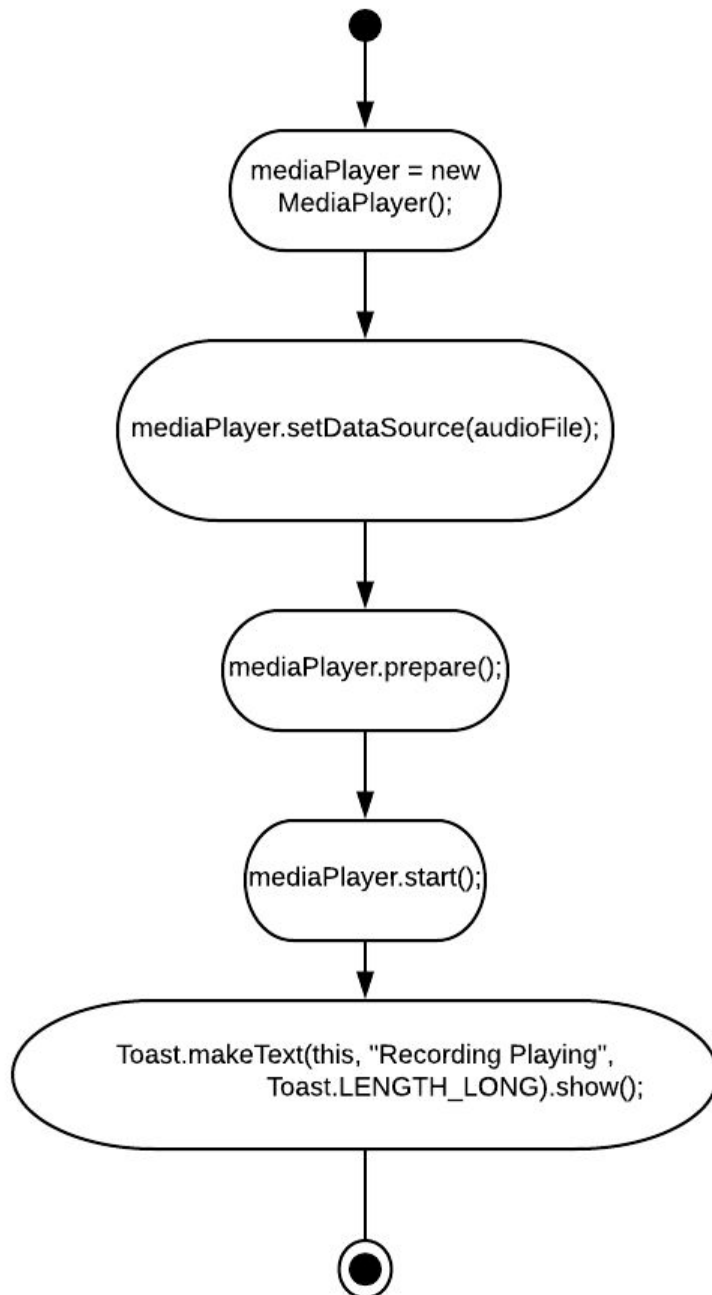 mediaPlayer = new
MediaPlayer();
mediaPlayer.setDataSource(audioFile);
mediaPlayer.prepare();
mediaPlayer.start();
Toast.makeText(this, "Recording Playing",
Toast.LENGTH_LONG).show();